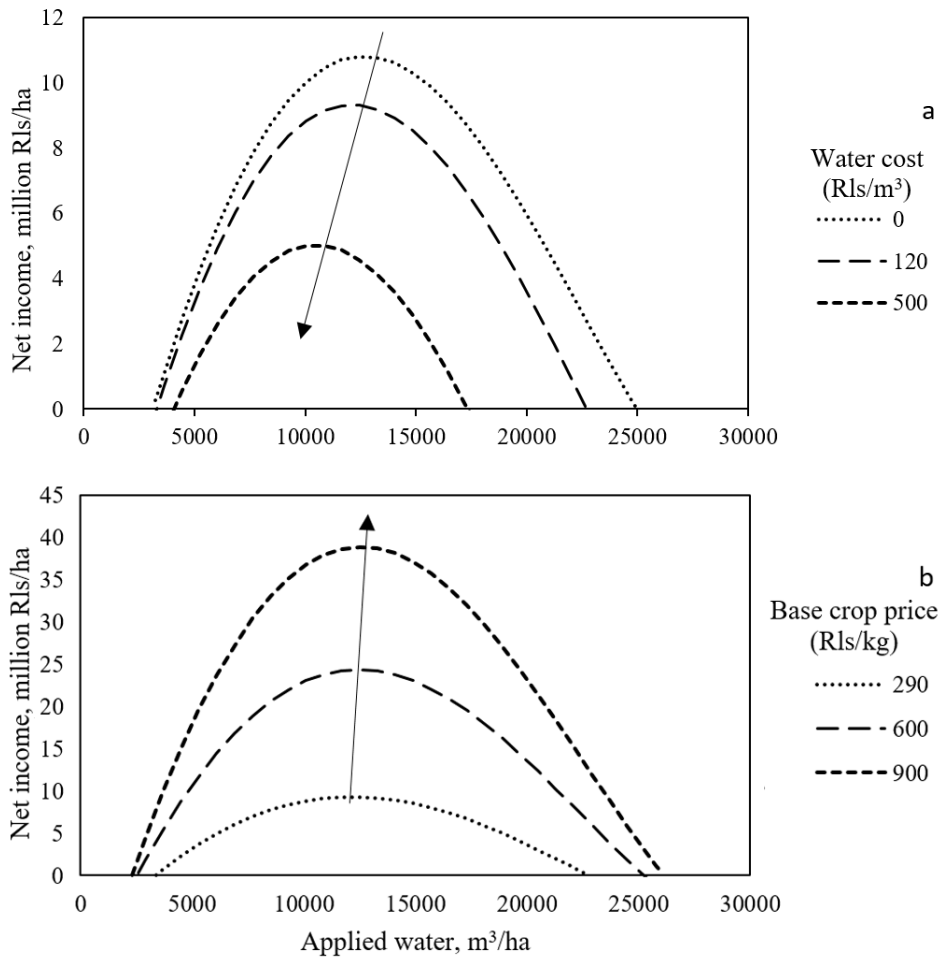 12
10
8
6
4
2
0
Net income, million Rls/ha
0 5000 10000 15000 20000 25000 30000
a
Water cost
(Rls/m³)
0
120
500
45
40
35
30
25
20
15
10
5
0
Net income, million Rls/ha
0 5000 10000 15000 20000 25000 30000
Applied water, m³/ha
b
Base crop price
(Rls/kg)
290
600
900